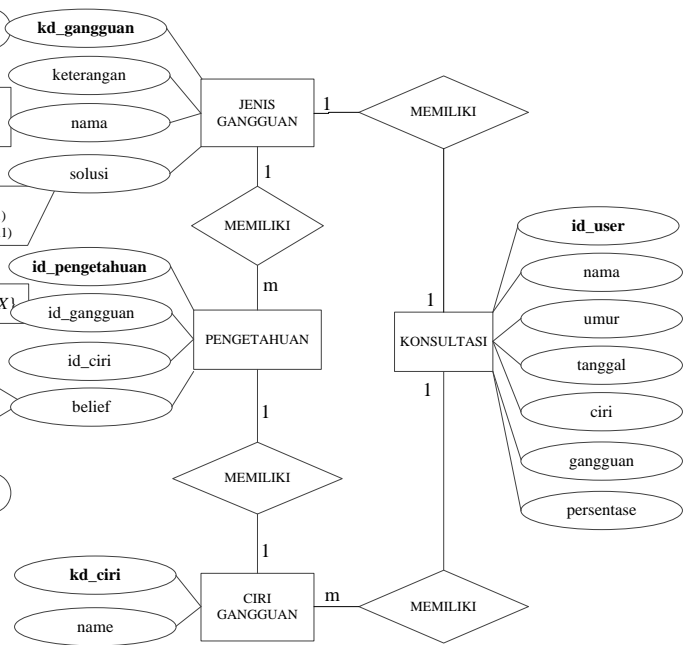 kd_gangguan
keterangan
nama
solusi
JENIS
GANGGUAN
1
MEMILIKI
1
MEMILIKI
m
)
1)
id_pengetahuan
X}
id_gangguan
id_ciri
belief
PENGETAHUAN
1
MEMILIKI
1
kd_ciri
name
CIRI
GANGGUAN
m
MEMILIKI
1
KONSULTASI
1
id_user
nama
umur
tanggal
ciri
gangguan
persentase